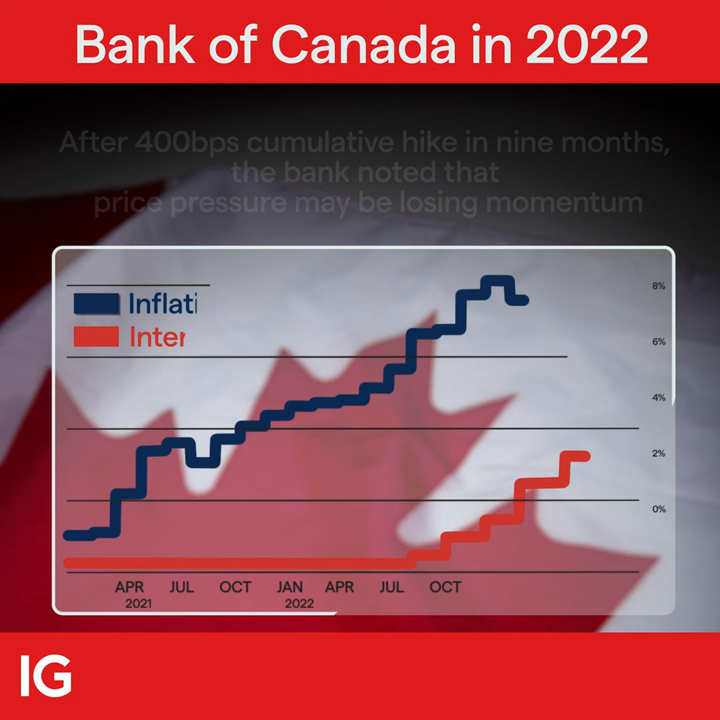 Bank of Canada in 2022
After 400bps cumulative hike in nine months,
the bank noted that
price pressure may be losing momentum
Inflati
Inter
8%
6%
4%
2%
0%
APR JUL OCT JAN APR JUL OCT
2021 2022
IG